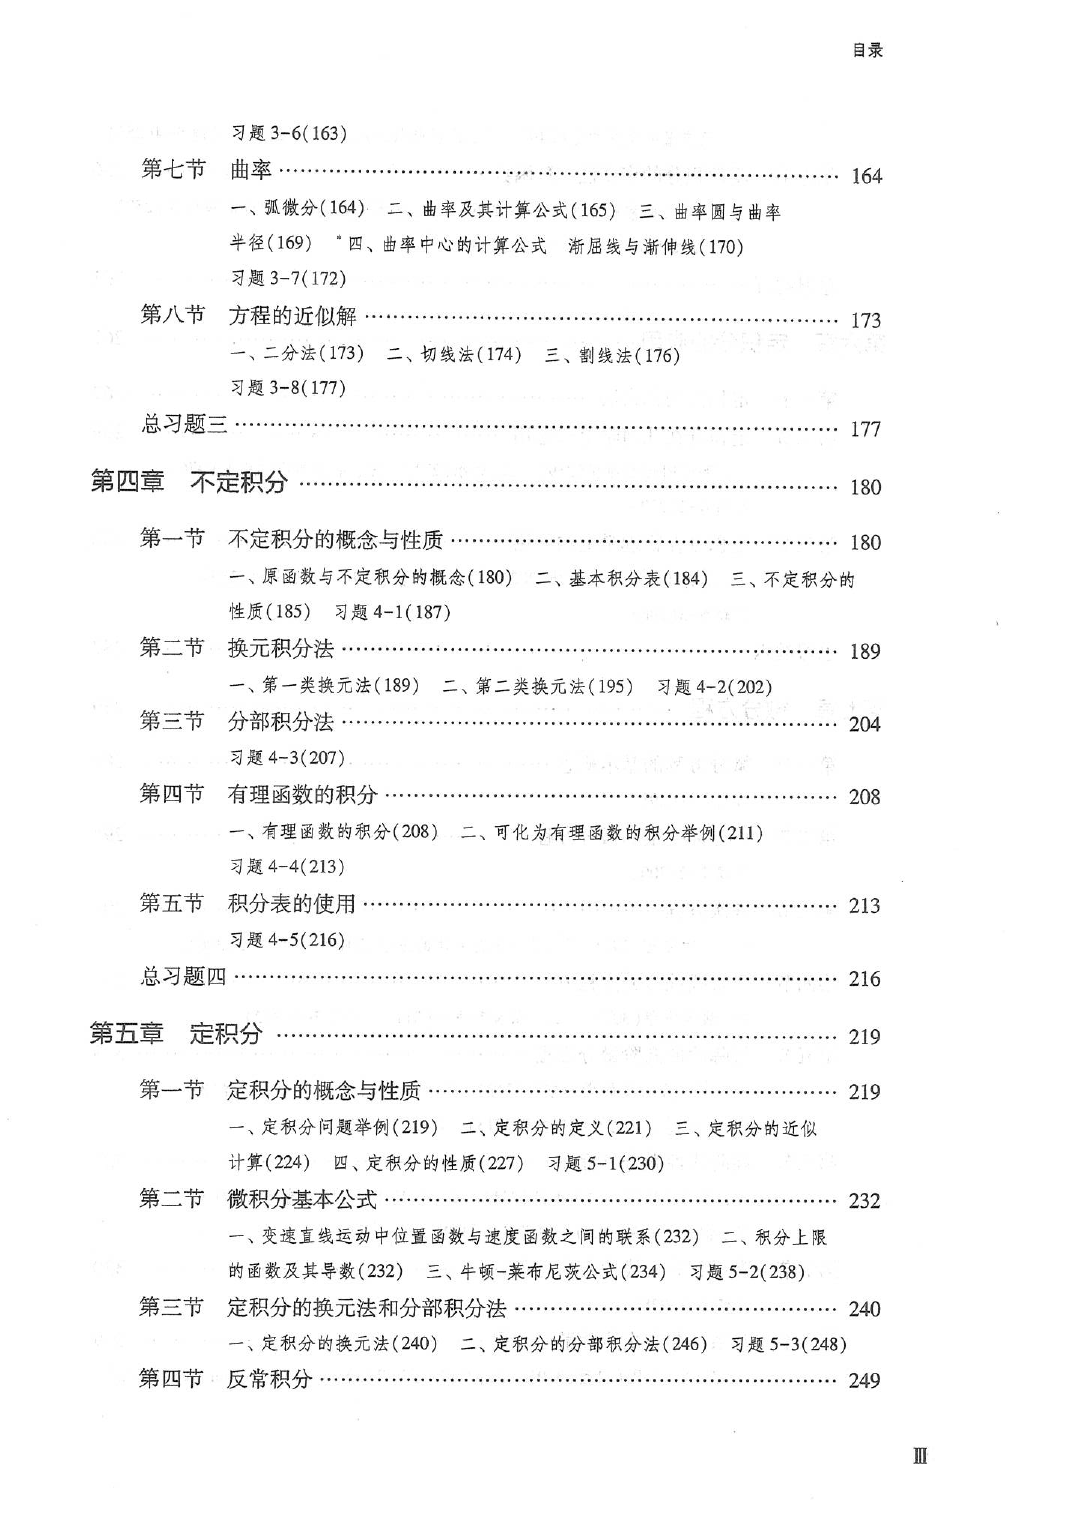 目录
习题 3-6(163)
第七节 曲率 …… 164
一、弧微分(164) 二、曲率及其计算公式(165) 三、曲率圆与曲率
半径(169) *四、曲率中心的计算公式 渐屈线与渐伸线(170)
习题 3-7(172)
第八节 方程的近似解 …… 173
一、二分法(173) 二、切线法(174) 三、割线法(176)
习题 3-8(177)
总习题三 …… 177
第四章 不定积分 …… 180
第一节 不定积分的概念与性质 …… 180
一、原函数与不定积分的概念(180) 二、基本积分表(184) 三、不定积分的
性质(185) 习题 4-1(187)
第二节 换元积分法 …… 189
一、第一类换元法(189) 二、第二类换元法(195) 习题 4-2(202)
第三节 分部积分法 …… 204
习题 4-3(207)
第四节 有理函数的积分 …… 208
一、有理函数的积分(208) 二、可化为有理函数的积分举例(211)
习题 4-4(213)
第五节 积分表的使用 …… 213
习题 4-5(216)
总习题四 …… 216
第五章 定积分 …… 219
第一节 定积分的概念与性质 …… 219
一、定积分问题举例(219) 二、定积分的定义(221) 三、定积分的近似
计算(224) 四、定积分的性质(227) 习题 5-1(230)
第二节 微积分基本公式 …… 232
一、变速直线运动中位置函数与速度函数之间的联系(232) 二、积分上限
的函数及其导数(232) 三、牛顿-莱布尼茨公式(234) 习题 5-2(238)
第三节 定积分的换元法和分部积分法 …… 240
一、定积分的换元法(240) 二、定积分的分部积分法(246) 习题 5-3(248)
第四节 反常积分 …… 249
Ⅲ